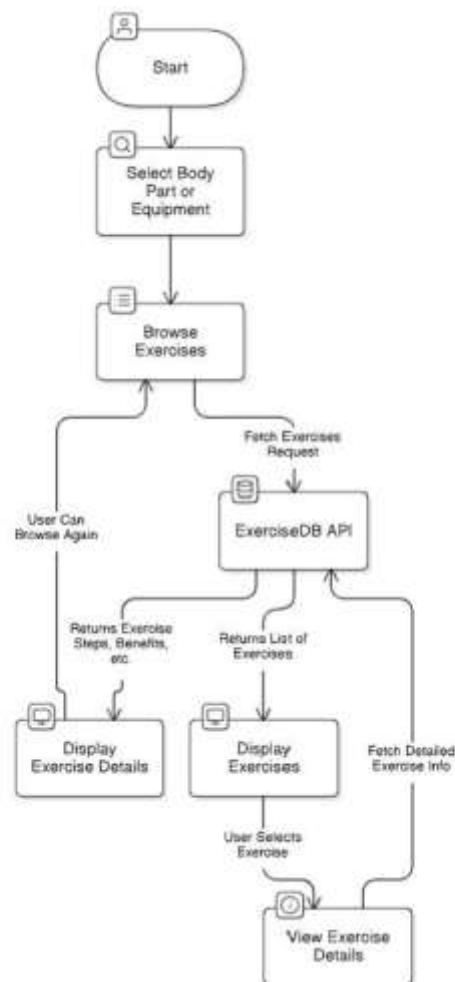 Start
Select Body
Part or
Equipment
Browse
Exercises
Fetch Exercises
Request
User Can
Browse Again
ExerciseDB API
Returns Exercise
Steps, Benefits,
etc.
Returns List of
Exercises
Display
Exercise Details
Display
Exercises
Fetch Detailed
Exercise Info
User Selects
Exercise
View Exercise
Details